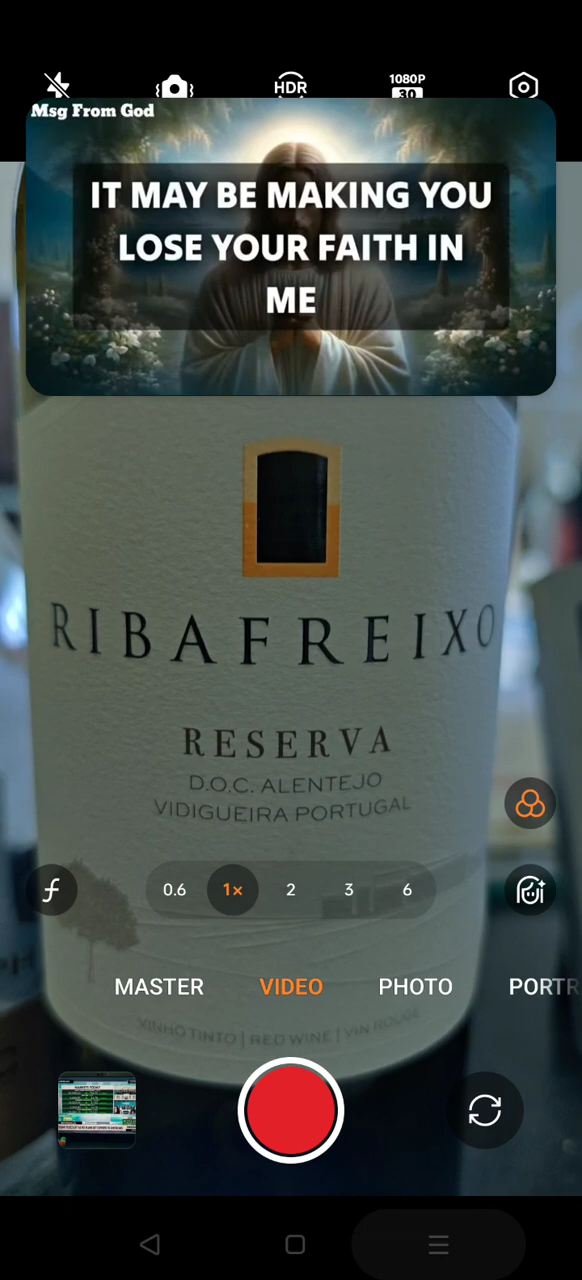 HDR
1080P
30
Msg From God
IT MAY BE MAKING YOU
LOSE YOUR FAITH IN
ME
RIBAFREIXO
RESERVA
D.O.C. ALENTEJO
VIDIGUEIRA PORTUGAL
0.6 1× 2 3 6
MASTER VIDEO PHOTO PORTR
VINHO TINTO | RED WINE | VIN ROUGE